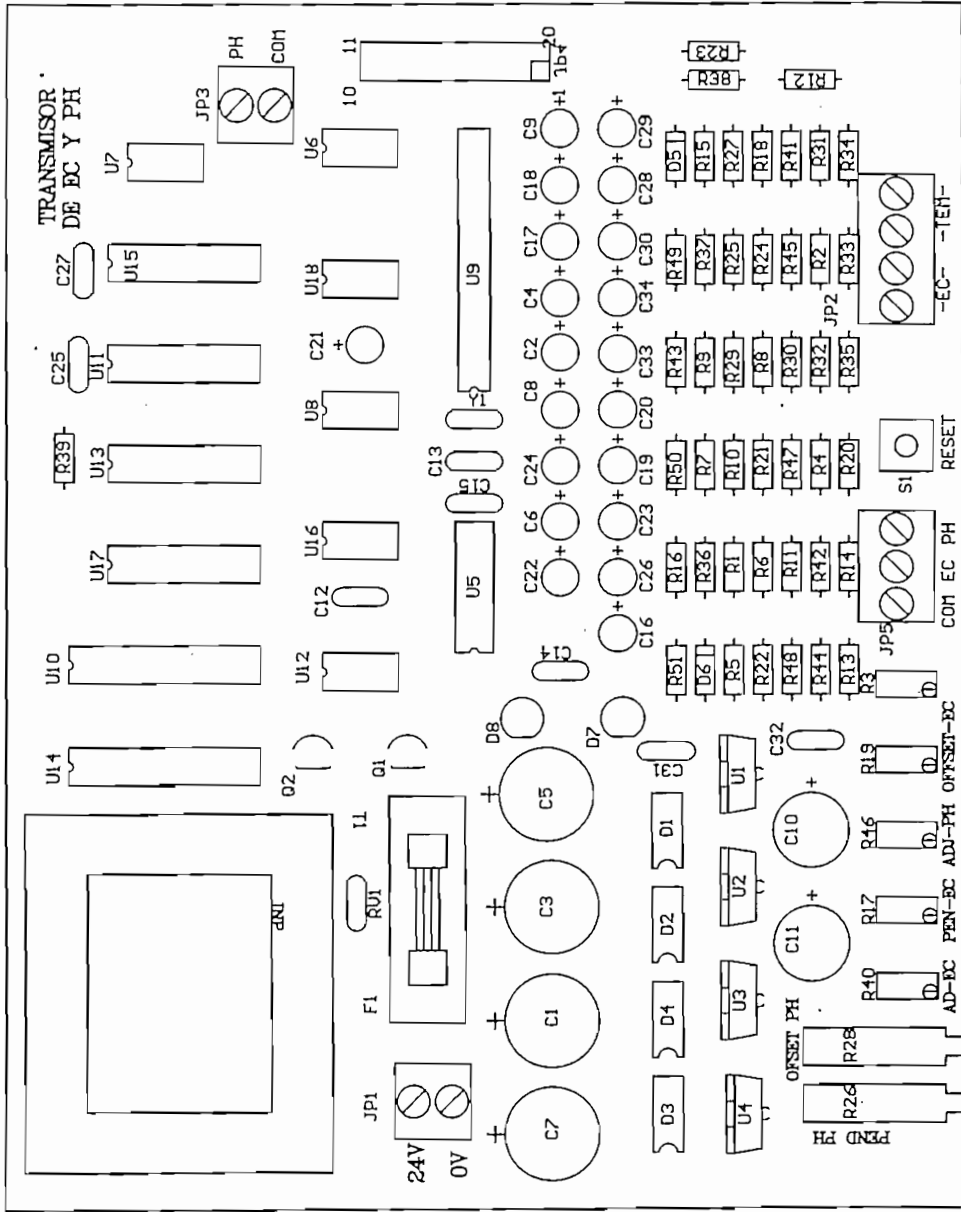 TRANSMISOR
DE EC Y PH
PH
COM
JP3
11
10
20
JP4
R23
R38
R12
U7
U6
C27
U15
C25
U11
R39
U13
U17
U10
U14
U18
C21
+
U8
U16
C12
U12
Q2
Q1
U9
C13
C15
U5
C14
C9
C18
C17
C4
C2
C8
C24
C6
C22
C29
C28
C30
C34
C33
C20
C19
C23
C26
C16
D5
R15
R27
R18
R41
R31
R34
R49
R37
R25
R24
R45
R2
R33
R43
R9
R29
R8
R30
R32
R35
R50
R7
R10
R21
R47
R4
R20
R16
R36
R1
R6
R11
R42
R14
R51
D6
R5
R22
R48
R44
R13
JP2
-EC- -TEM-
S1
RESET
JP5
COM EC PH
D8
D7
C31
C32
T1
INP
RV1
F1
JP1
24V
0V
C5
C3
C1
C7
D1
D2
D4
D3
U1
U2
U3
U4
C10
C11
R3
R19
R46
R17
R40
OFFSET-EC
ADJ-PH
PEN-EC
AD-EC
OFSET PH
R28
R26
PEND PH